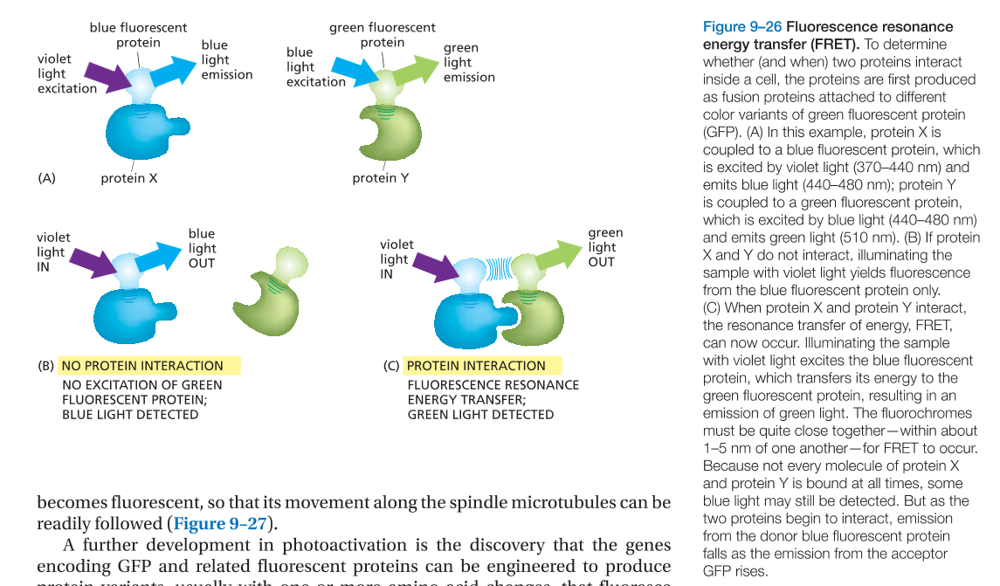 blue fluorescent
protein
violet
light
excitation
blue
light
emission
protein X
(A)
green fluorescent
protein
blue
light
excitation
green
light
emission
protein Y
violet
light
IN
blue
light
OUT
(B) NO PROTEIN INTERACTION
NO EXCITATION OF GREEN
FLUORESCENT PROTEIN;
BLUE LIGHT DETECTED
violet
light
IN
green
light
OUT
(C) PROTEIN INTERACTION
FLUORESCENCE RESONANCE
ENERGY TRANSFER;
GREEN LIGHT DETECTED
Figure 9–26 Fluorescence resonance
energy transfer (FRET). To determine
whether (and when) two proteins interact
inside a cell, the proteins are first produced
as fusion proteins attached to different
color variants of green fluorescent protein
(GFP). (A) In this example, protein X is
coupled to a blue fluorescent protein, which
is excited by violet light (370–440 nm) and
emits blue light (440–480 nm); protein Y
is coupled to a green fluorescent protein,
which is excited by blue light (440–480 nm)
and emits green light (510 nm). (B) If protein
X and Y do not interact, illuminating the
sample with violet light yields fluorescence
from the blue fluorescent protein only.
(C) When protein X and protein Y interact,
the resonance transfer of energy, FRET,
can now occur. Illuminating the sample
with violet light excites the blue fluorescent
protein, which transfers its energy to the
green fluorescent protein, resulting in an
emission of green light. The fluorochromes
must be quite close together—within about
1–5 nm of one another—for FRET to occur.
Because not every molecule of protein X
and protein Y is bound at all times, some
blue light may still be detected. But as the
two proteins begin to interact, emission
from the donor blue fluorescent protein
falls as the emission from the acceptor
GFP rises.
becomes fluorescent, so that its movement along the spindle microtubules can be
readily followed (Figure 9–27).
A further development in photoactivation is the discovery that the genes
encoding GFP and related fluorescent proteins can be engineered to produce
protein variants, usually with one or more amino acid changes, that fluoresce